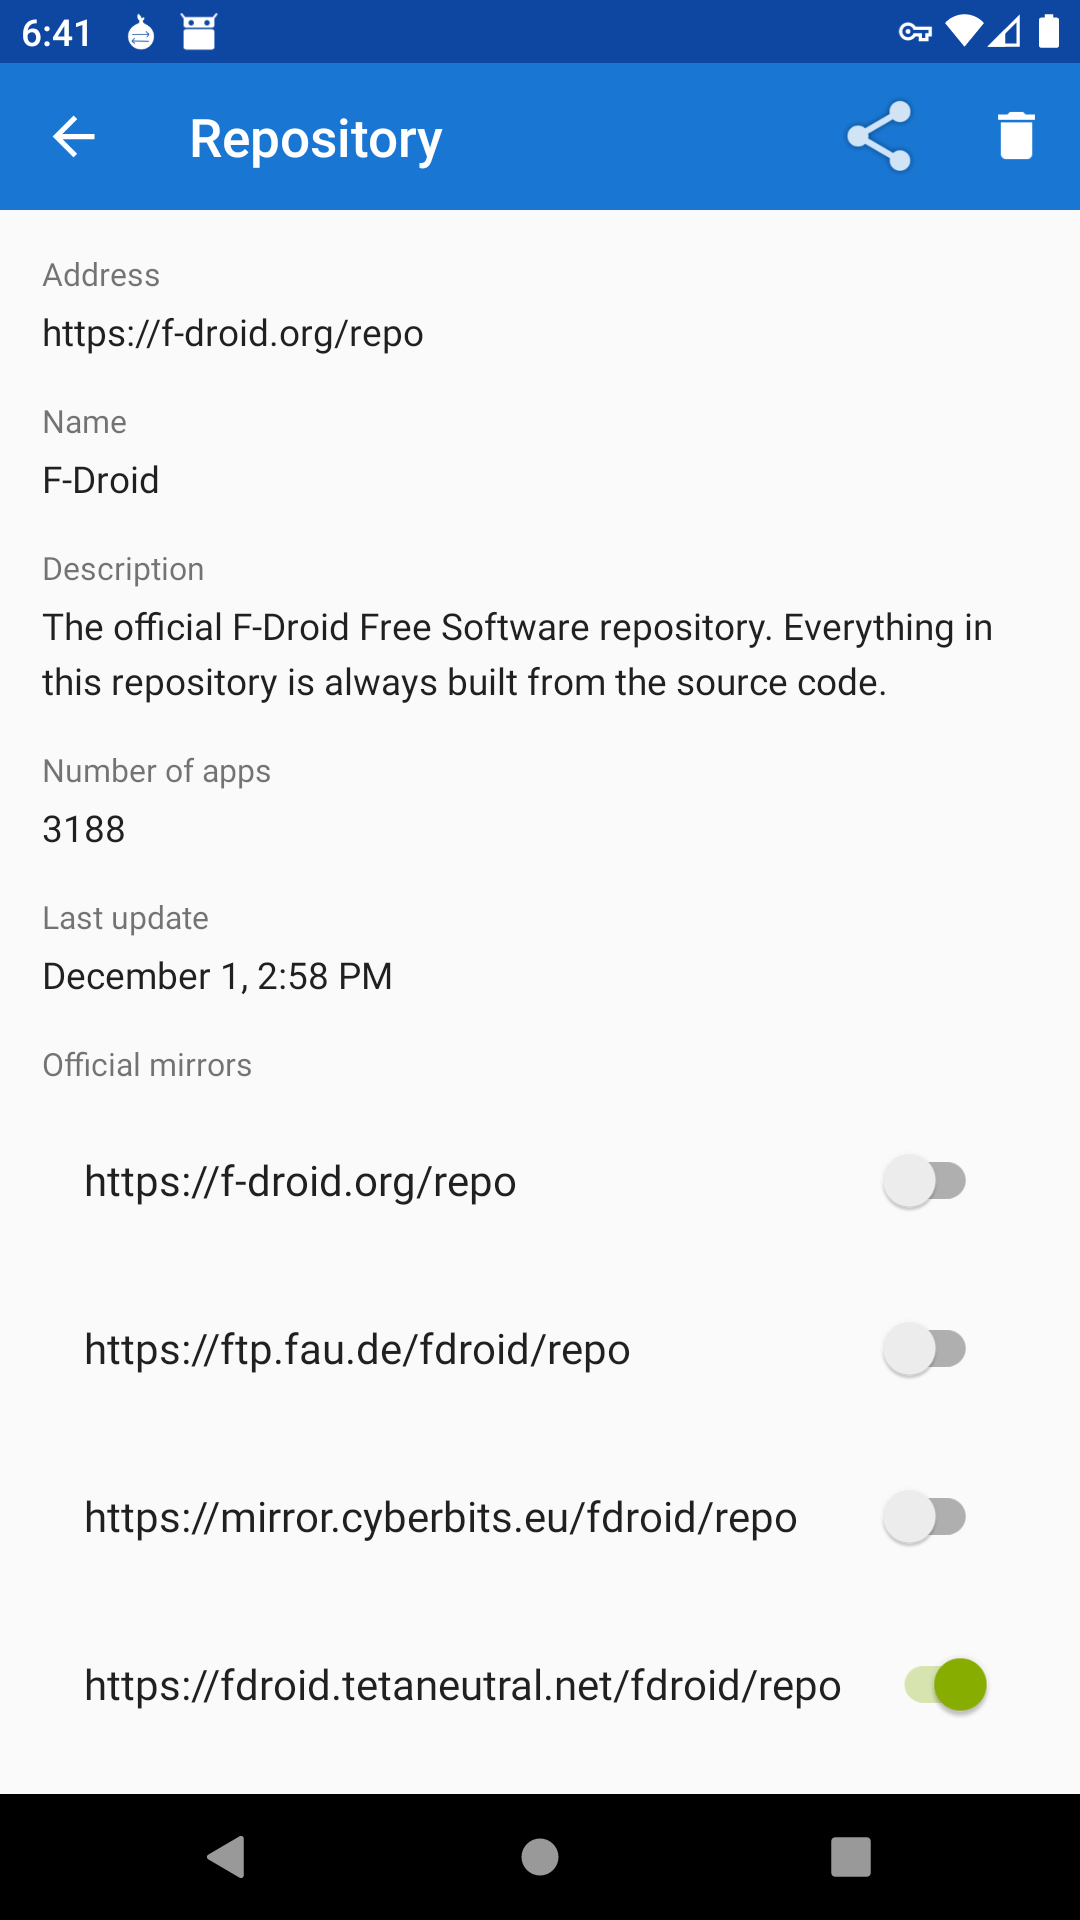 6:41
Repository
Address
https://f-droid.org/repo
Name
F-Droid
Description
The official F-Droid Free Software repository. Everything in
this repository is always built from the source code.
Number of apps
3188
Last update
December 1, 2:58 PM
Official mirrors
https://f-droid.org/repo
https://ftp.fau.de/fdroid/repo
https://mirror.cyberbits.eu/fdroid/repo
https://fdroid.tetaneutral.net/fdroid/repo